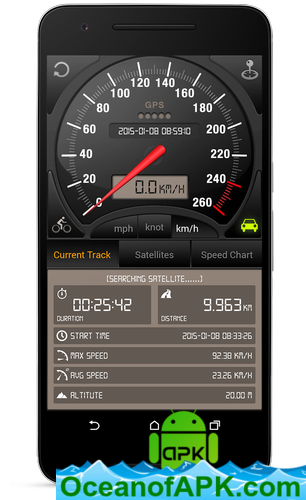 0
20
40
60
80
100
120
140
160
180
200
220
240
260
GPS
2015-01-08 08:59:10
0.0 KM/H
mph knot km/h
Current Track Satellites Speed Chart
(SEARCHING SATELLITE......)
00:25:42
DURATION
9.963 KM
DISTANCE
START TIME 2015-01-08 08:33:26
MAX SPEED 92.38 KM/H
AVG SPEED 23.26 KM/H
ALTITUTE 20.00 M
APK
OceanofAPK.com